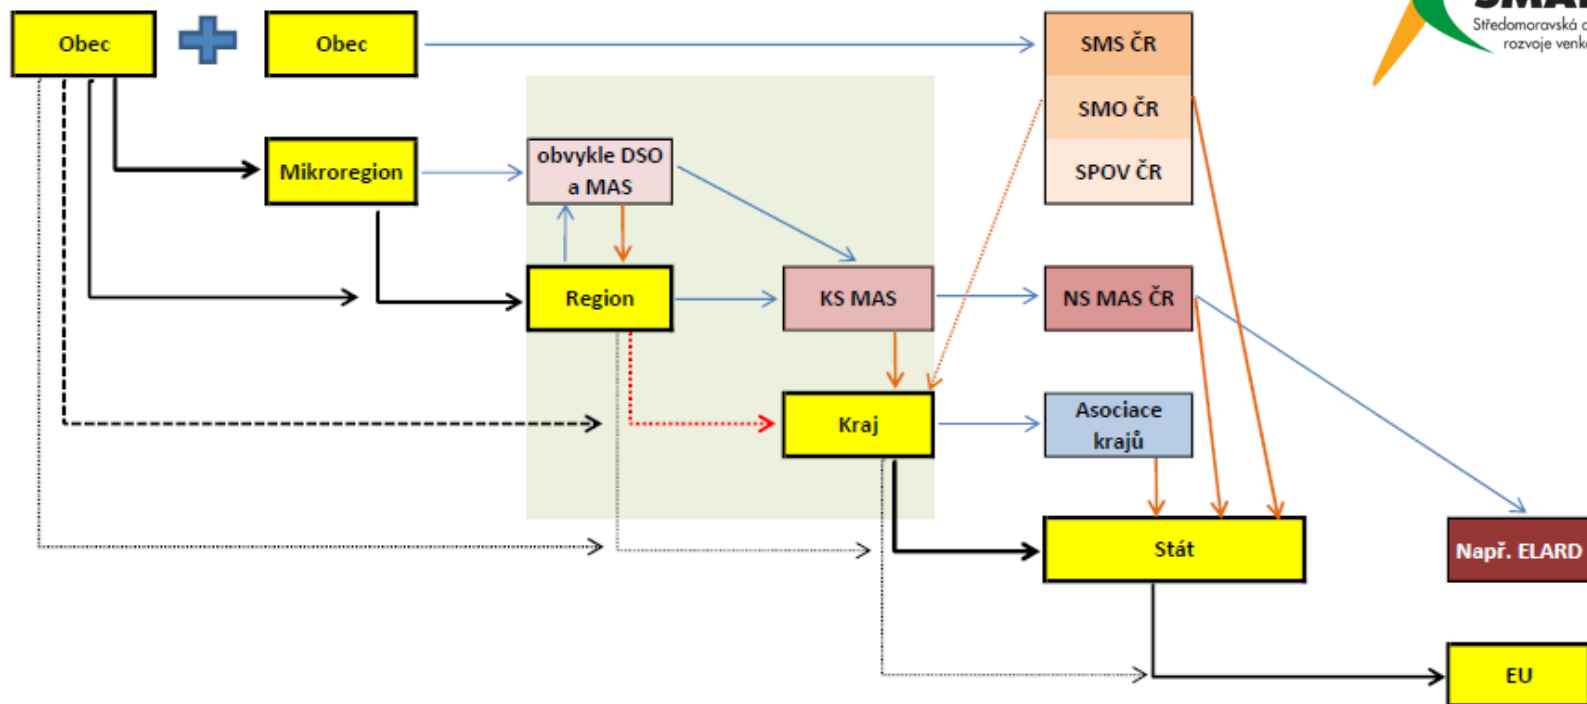 Obec
Obec
SMS ČR
Středomoravská
rozvoje
SMO ČR
SPOV ČR
Mikroregion
obvykle DSO
a MAS
Region
KS MAS
NS MAS ČR
Kraj
Asociace
krajů
Stát
Např. ELARD
EU